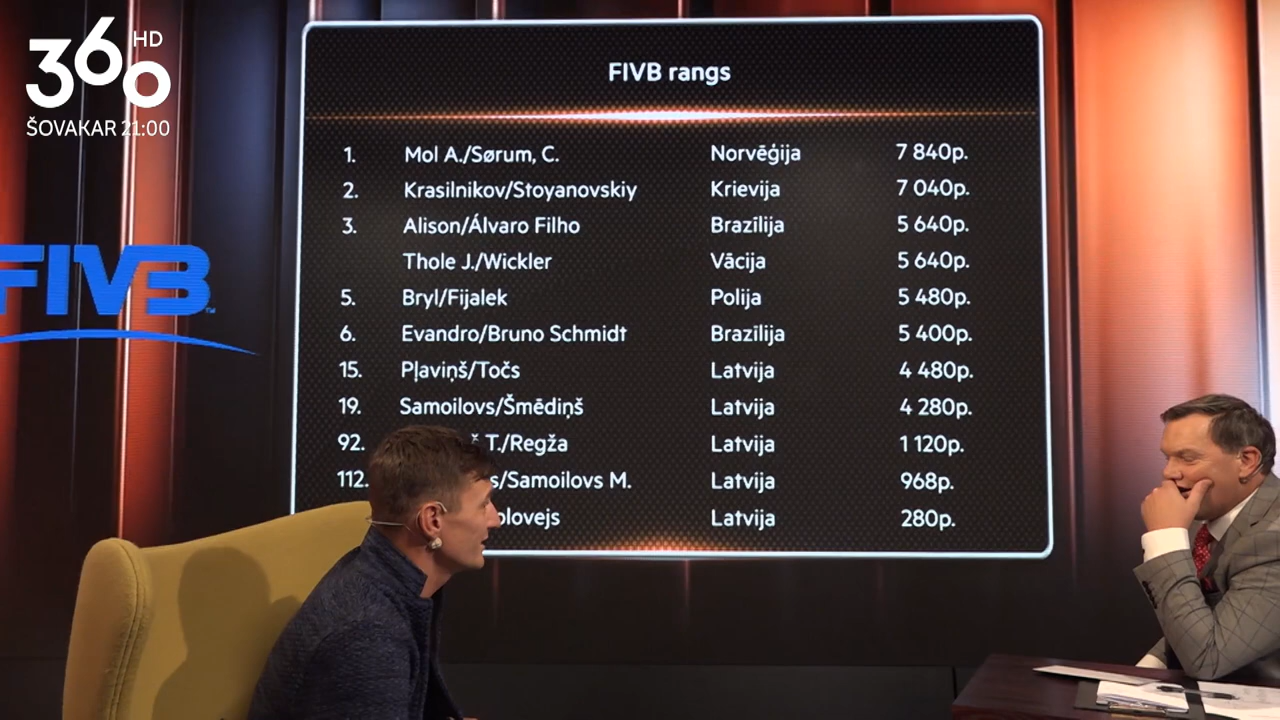 360 HD
ŠOVAKAR 21:00
FIVB
FIVB rangs
1. Mol A./Sørum, C. Norvēģija 7 840p.
2. Krasilnikov/Stoyanovskiy Krievija 7 040p.
3. Alison/Álvaro Filho Brazīlija 5 640p.
Thole J./Wickler Vācija 5 640p.
5. Bryl/Fijalek Polija 5 480p.
6. Evandro/Bruno Schmidt Brazīlija 5 400p.
15. Pļaviņš/Točs Latvija 4 480p.
19. Samoilovs/Šmēdiņš Latvija 4 280p.
92. T./Regža Latvija 1 120p.
112. /Samoilovs M. Latvija 968p.
Latvija 280p.